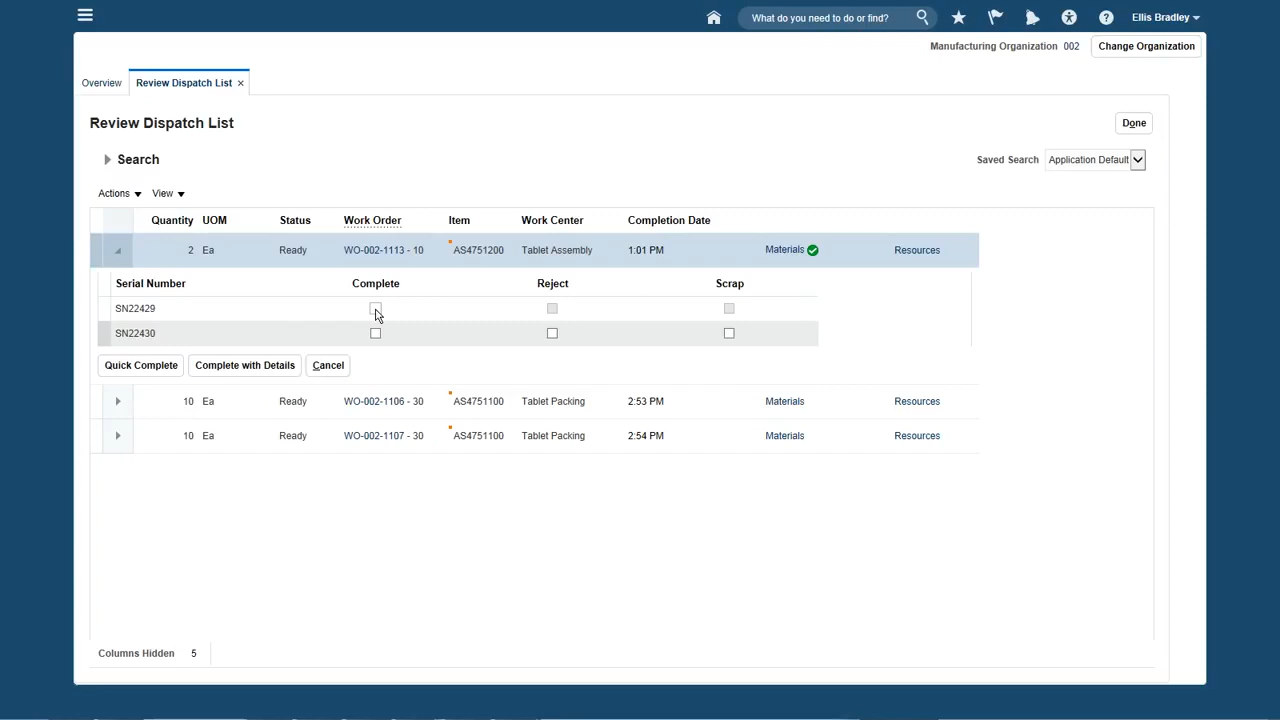 What do you need to do or find? Ellis Bradley
Manufacturing Organization 002 Change Organization
Overview Review Dispatch List ×
Review Dispatch List Done
Search Saved Search Application Default
Actions View
Quantity UOM Status Work Order Item Work Center Completion Date
2 Ea Ready WO-002-1113 - 10 AS4751200 Tablet Assembly 1:01 PM Materials Resources
Serial Number Complete Reject Scrap
SN22429
SN22430
Quick Complete Complete with Details Cancel
10 Ea Ready WO-002-1106 - 30 AS4751100 Tablet Packing 2:53 PM Materials Resources
10 Ea Ready WO-002-1107 - 30 AS4751100 Tablet Packing 2:54 PM Materials Resources
Columns Hidden 5